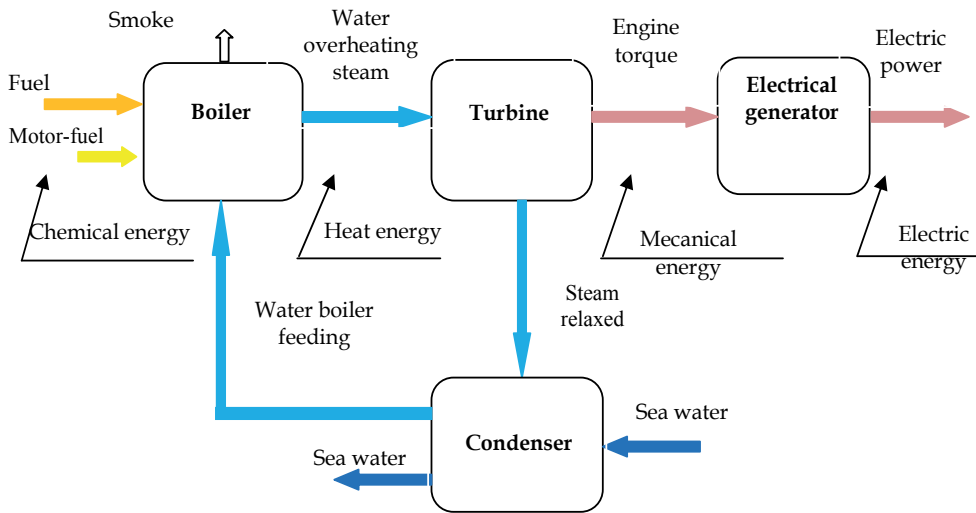 Smoke
Water
overheating
steam
Engine
torque
Electric
power
Fuel
Motor-fuel
Boiler
Turbine
Electrical
generator
Chemical energy
Heat energy
Mecanical
energy
Electric
energy
Water boiler
feeding
Steam
relaxed
Condenser
Sea water
Sea water